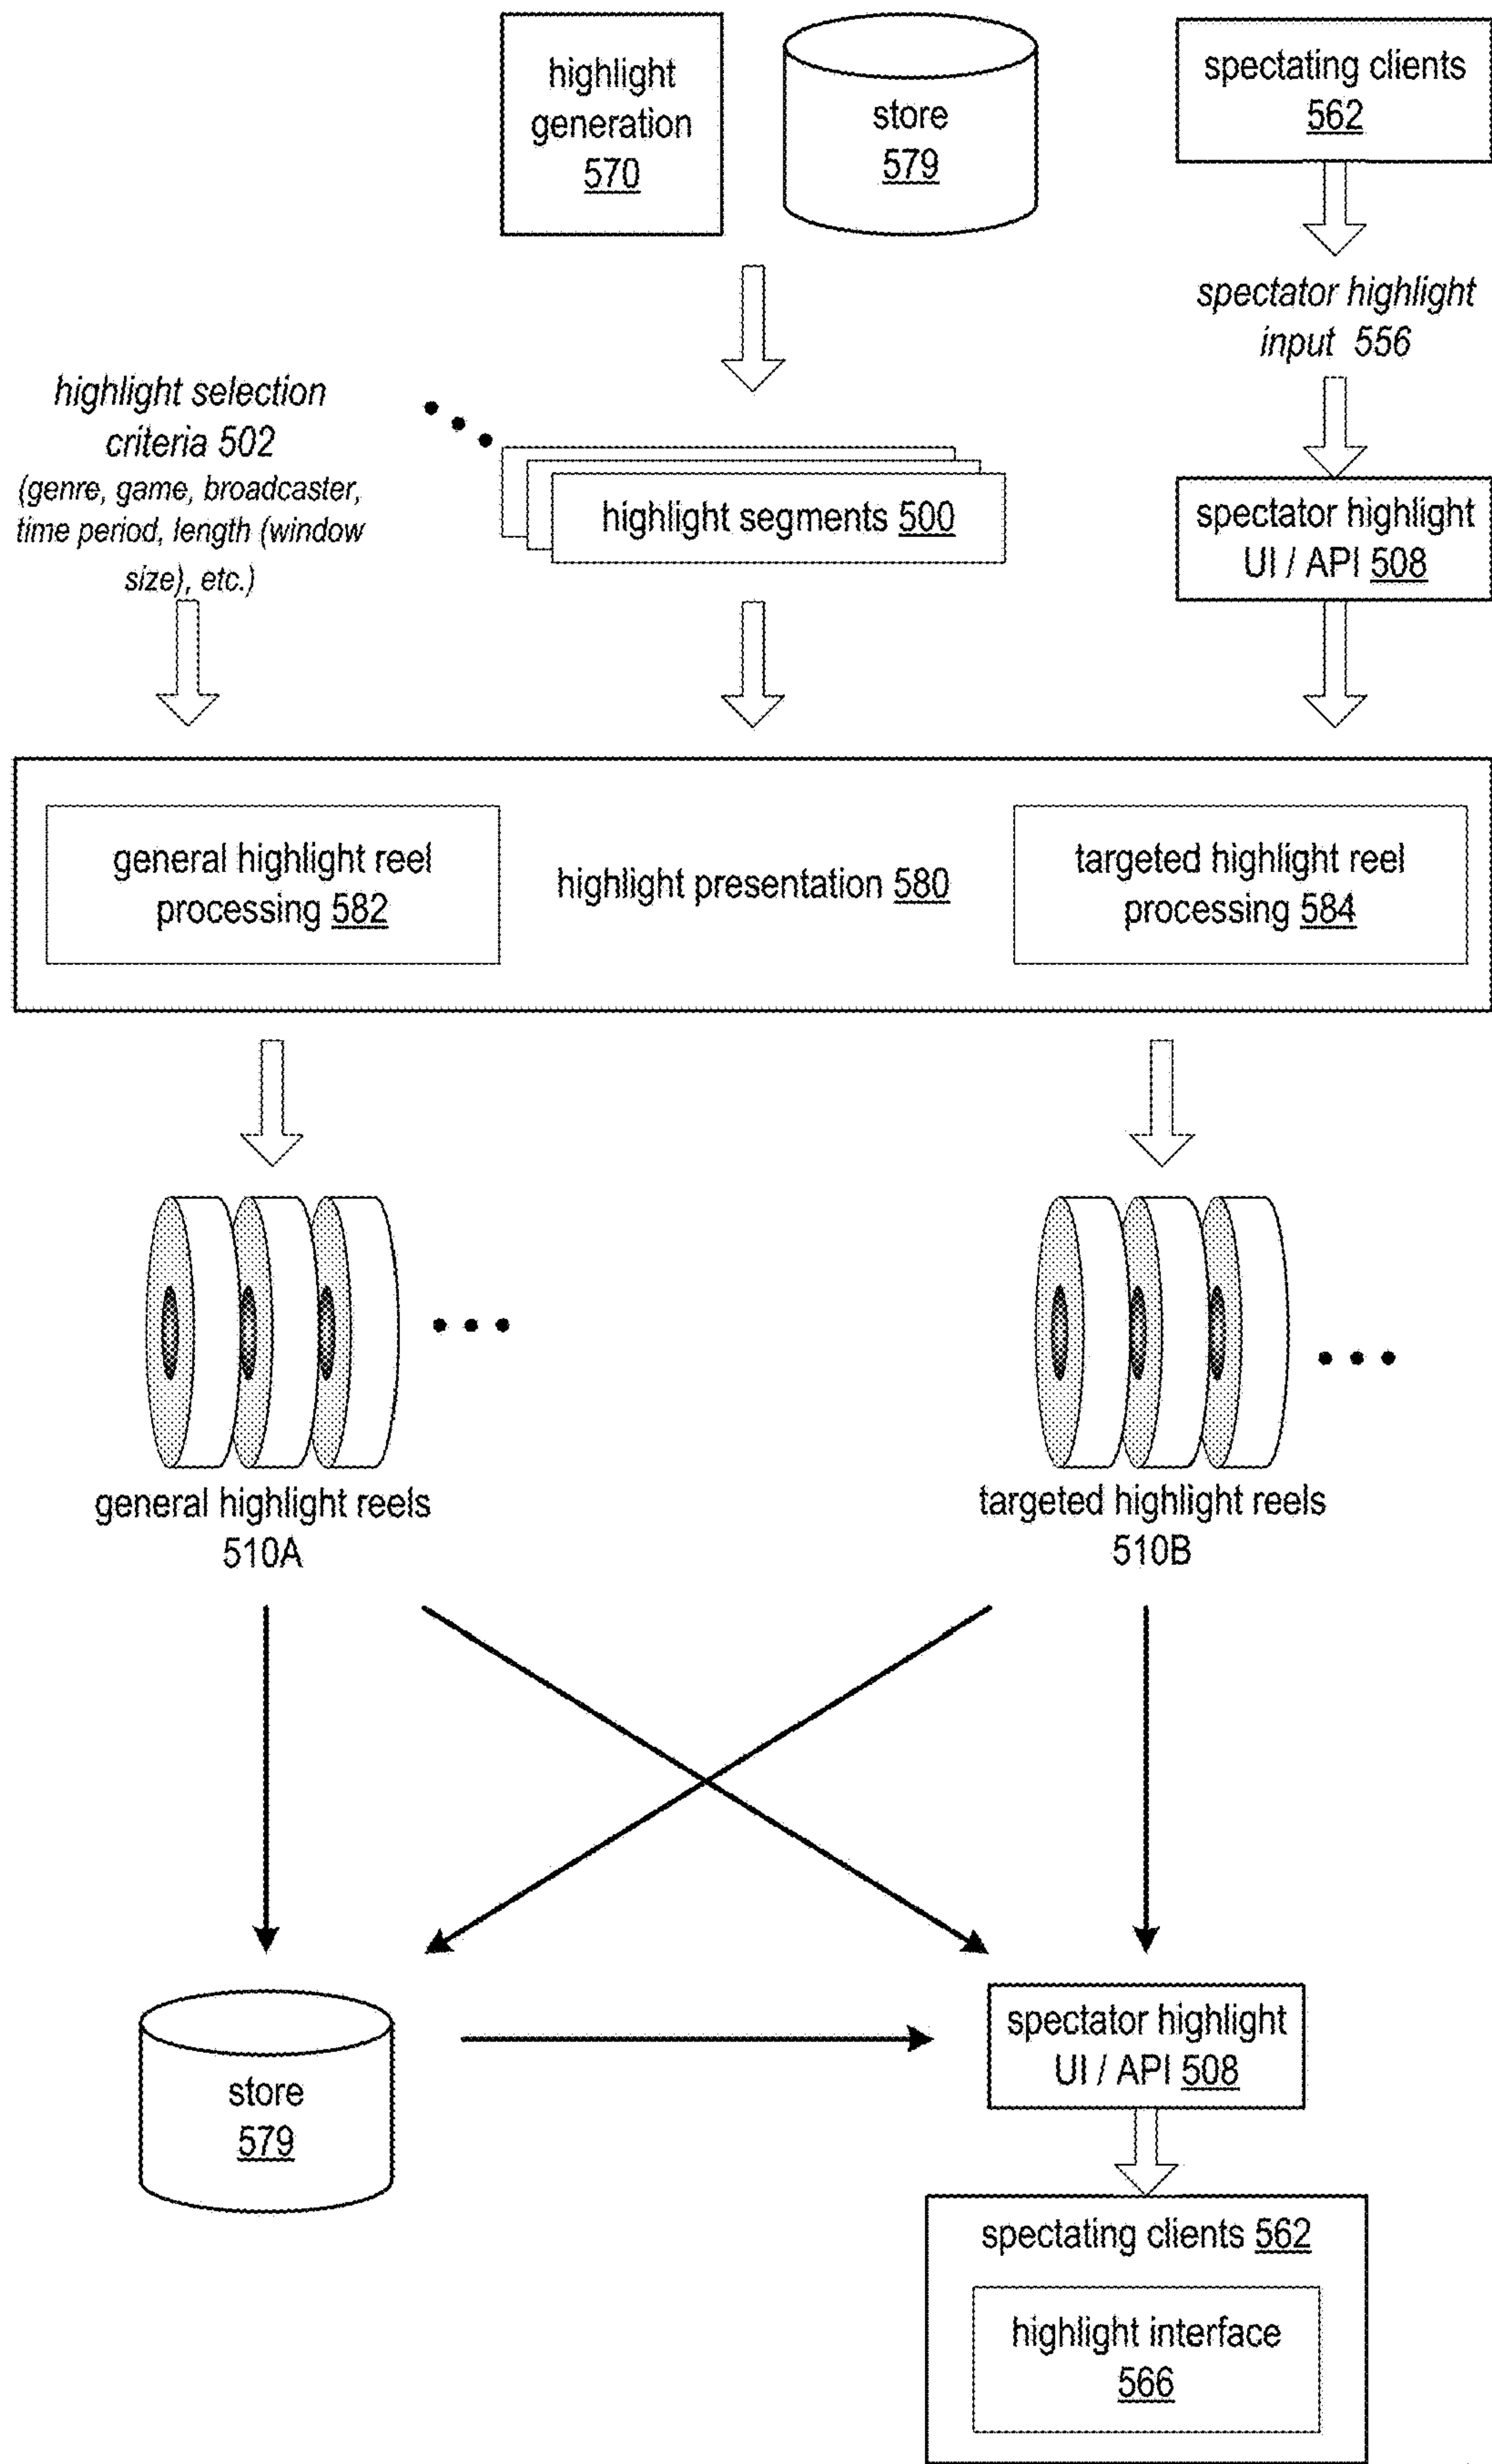 highlight
generation
570
store
579
spectating clients
562
spectator highlight
input 556
highlight selection
criteria 502
(genre, game, broadcaster,
time period, length (window
size), etc.)
highlight segments 500
spectator highlight
UI / API 508
general highlight reel
processing 582
highlight presentation 580
targeted highlight reel
processing 584
general highlight reels
510A
targeted highlight reels
510B
store
579
spectator highlight
UI / API 508
spectating clients 562
highlight interface
566